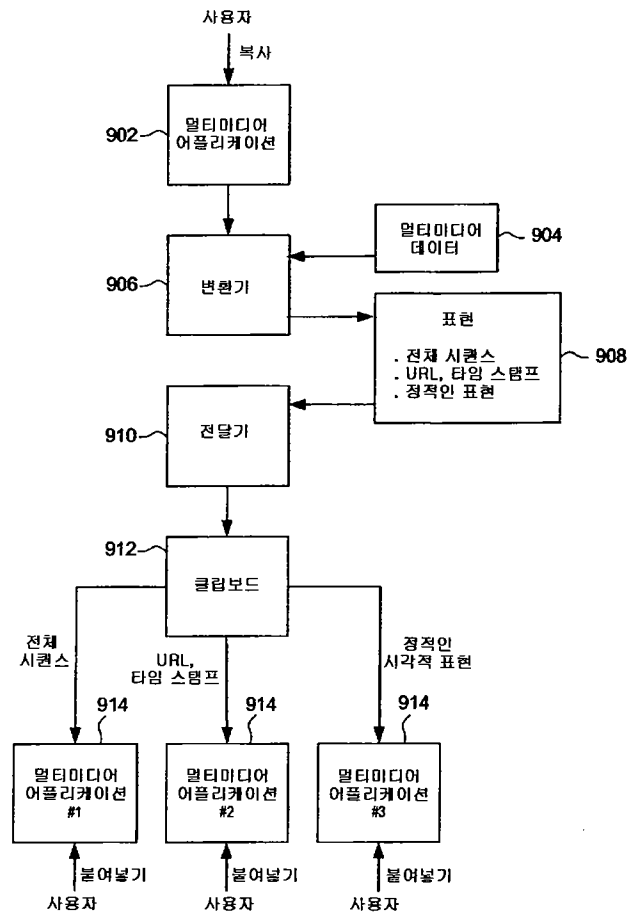 사용자
복사
902
멀티미디어
어플리케이션
멀티미디어
데이터
904
906
변환기
표현
. 전체 시퀀스
. URL, 타임 스탬프
. 정적인 표현
908
910
전달기
912
클립보드
전체
시퀀스
URL,
타임 스탬프
정적인
시각적 표현
914
914
914
멀티미디어
어플리케이션
#1
멀티미디어
어플리케이션
#2
멀티미디어
어플리케이션
#3
붙여넣기
붙여넣기
붙여넣기
사용자
사용자
사용자